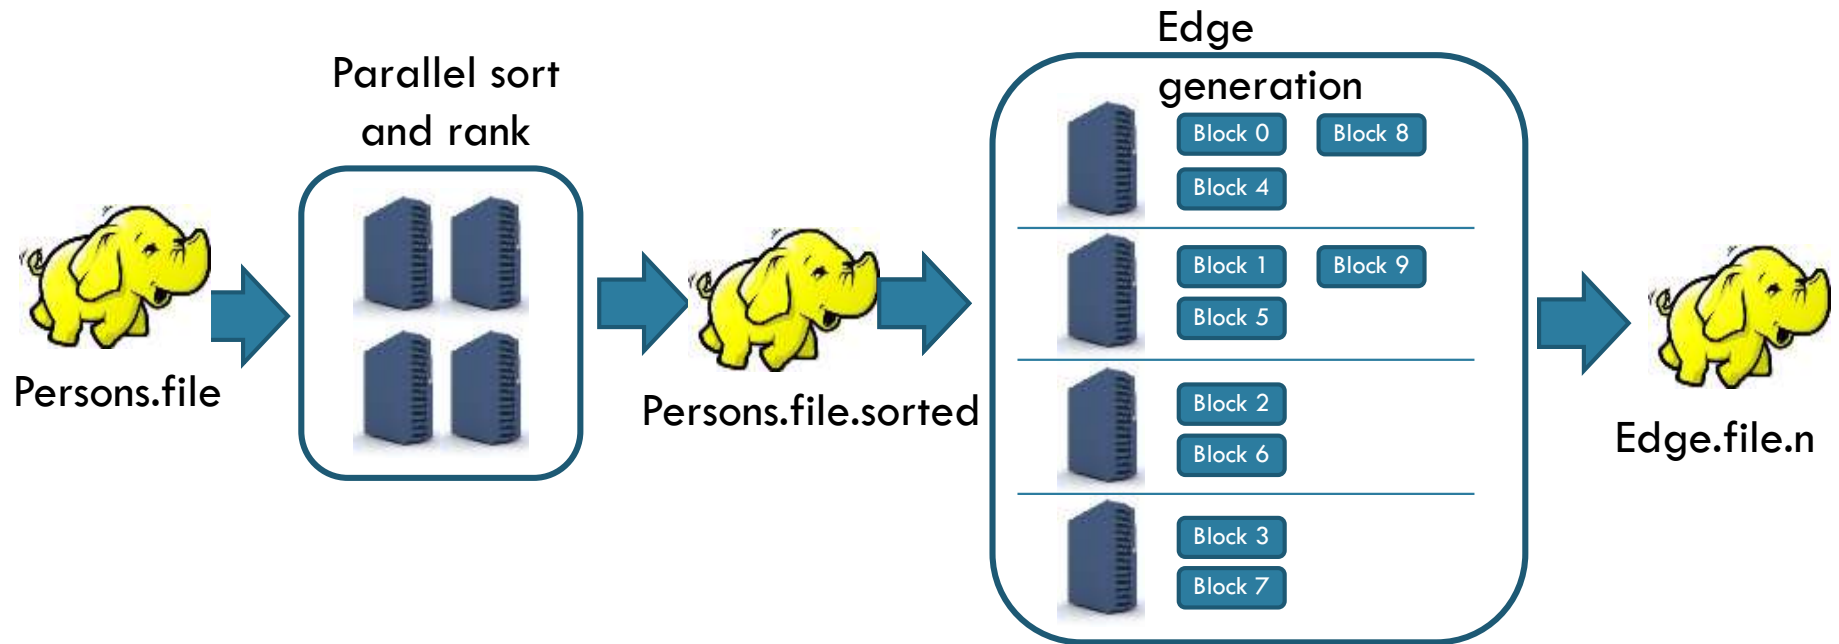 Persons.file
Parallel sort
and rank
Persons.file.sorted
Edge
generation
Block 0
Block 8
Block 4
Block 1
Block 9
Block 5
Block 2
Block 6
Block 3
Block 7
Edge.file.n